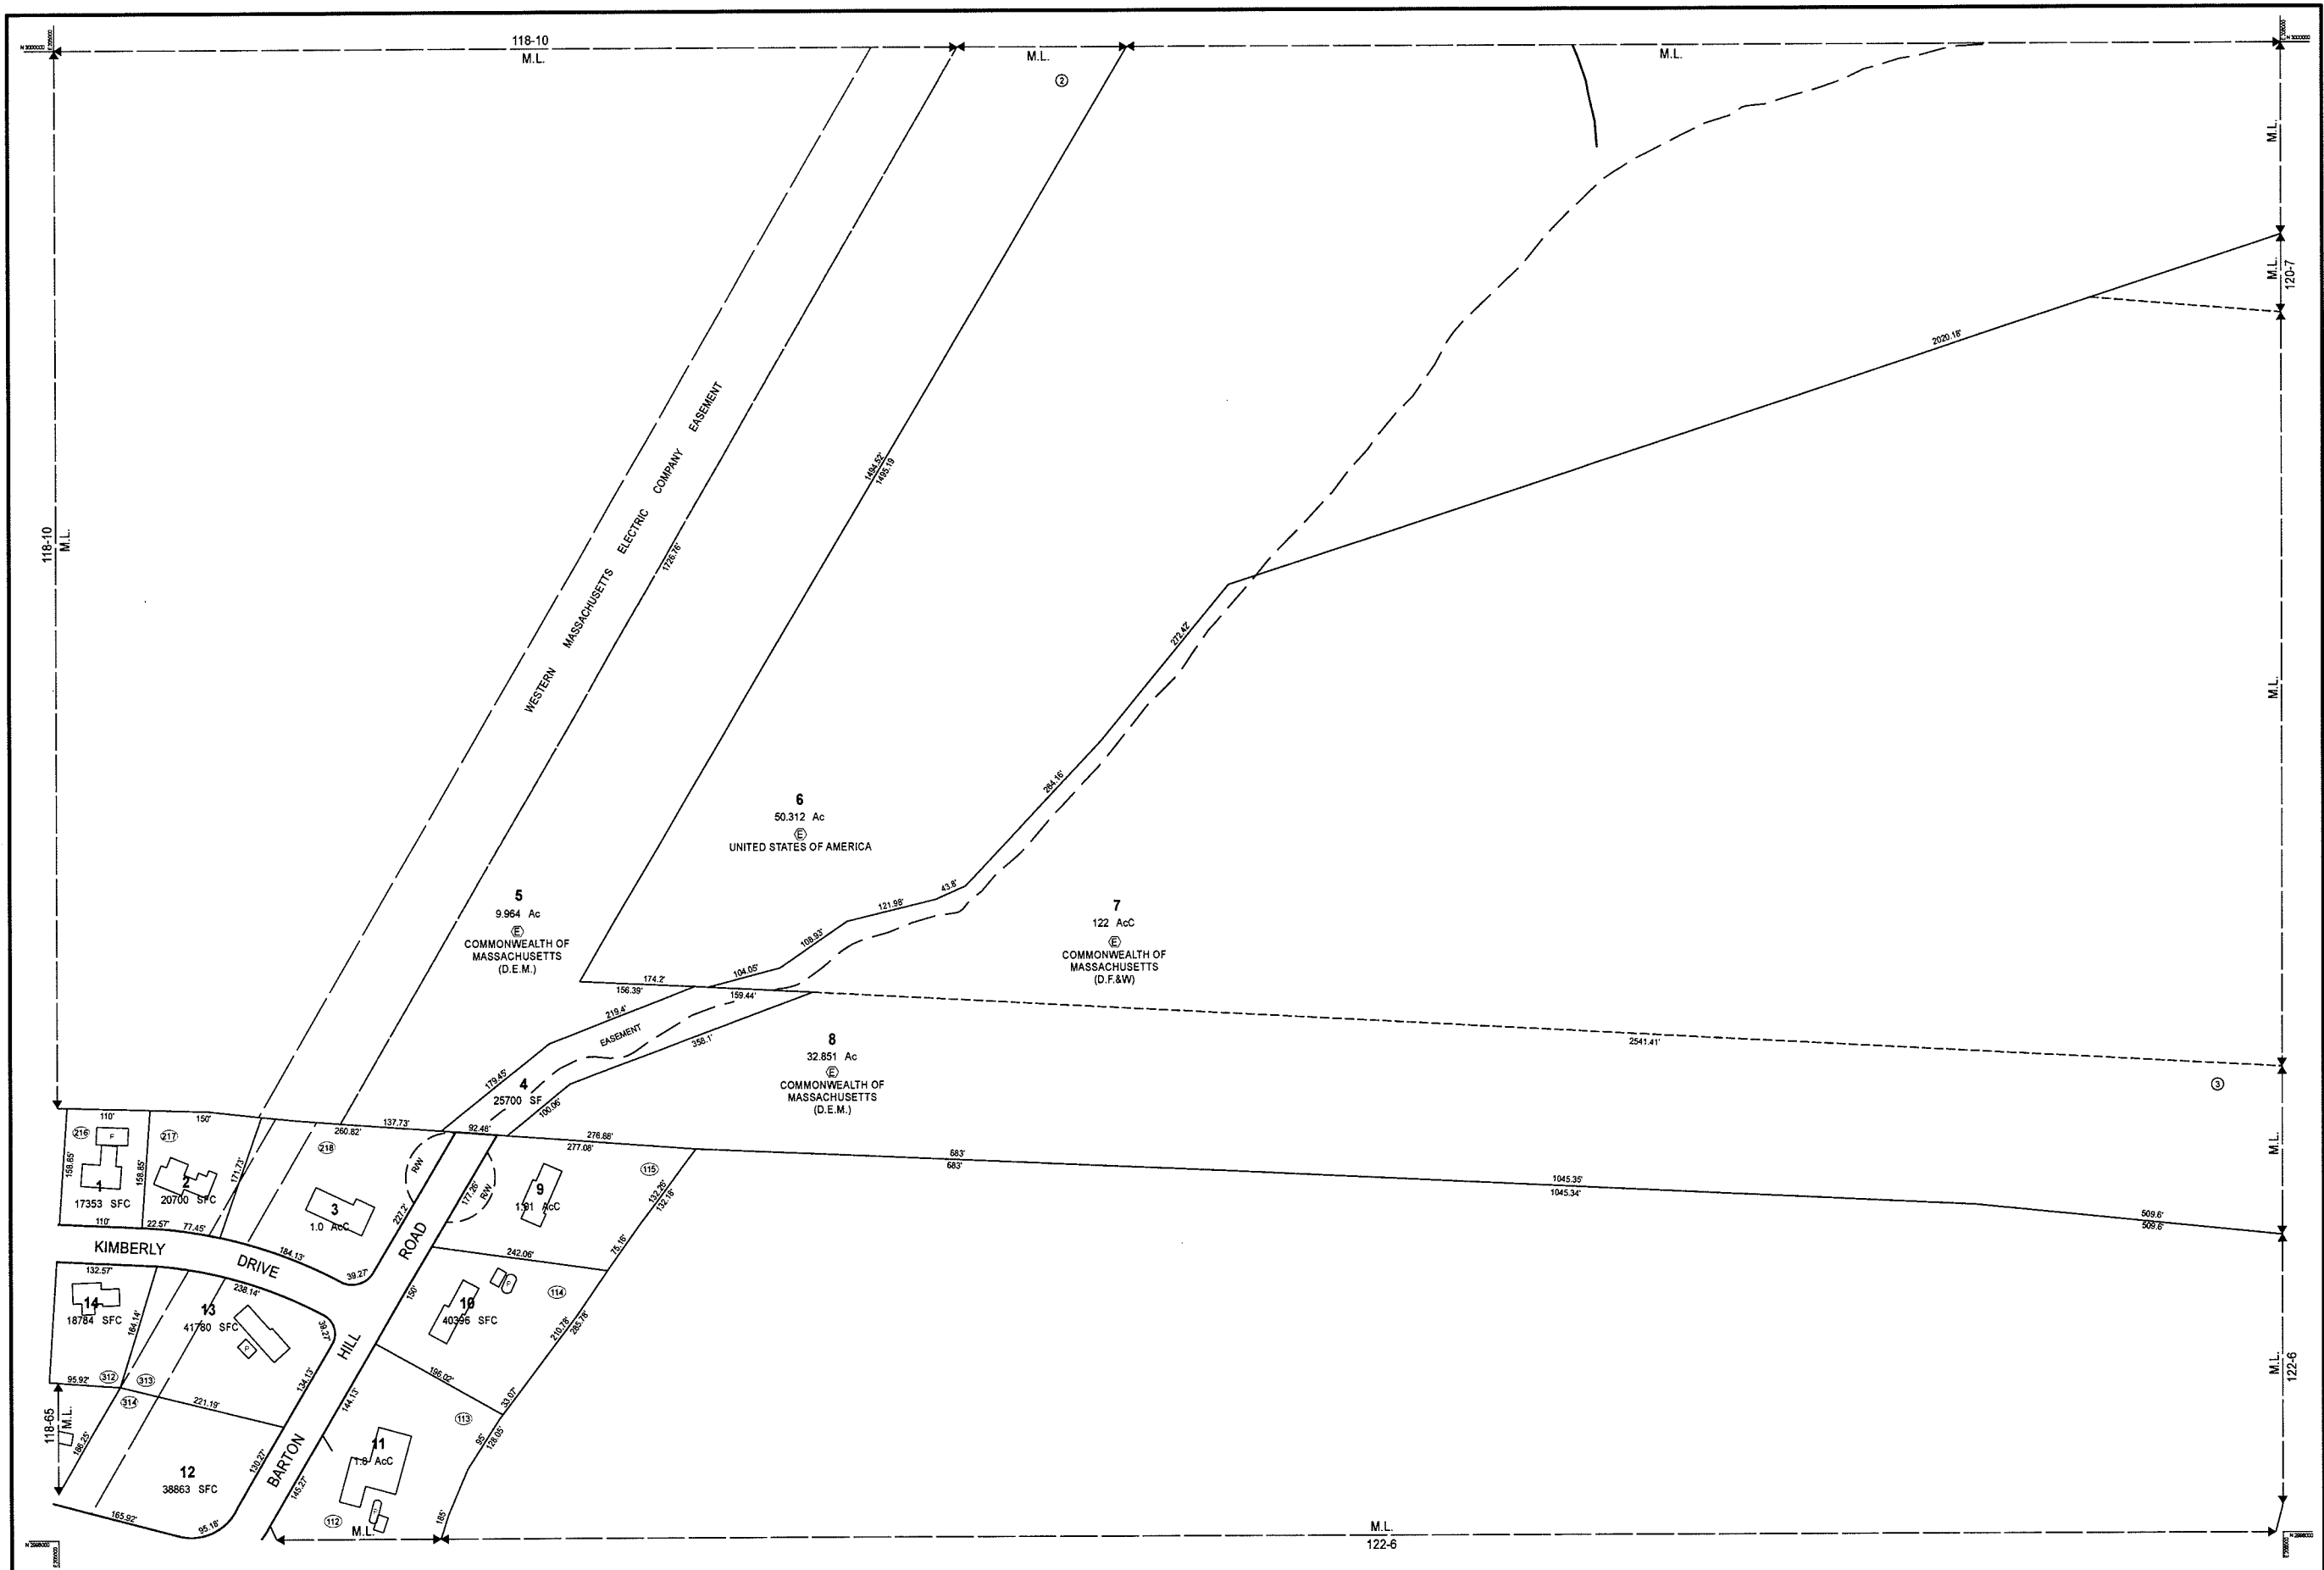 N 3000000
N 3000000
118-10
M.L.
M.L.
M.L.
2
M.L.
M.L.
120-7
2020.18'
WESTERN MASSACHUSETTS ELECTRIC COMPANY EASEMENT
1494.52'
1495.19
1726.76'
118-10
M.L.
272.42'
M.L.
264.16'
6
50.312 Ac
E
UNITED STATES OF AMERICA
43.8'
121.98'
108.93'
104.05'
5
9.964 Ac
E
COMMONWEALTH OF
MASSACHUSETTS
(D.E.M.)
7
122 AcC
E
COMMONWEALTH OF
MASSACHUSETTS
(D.F.&W)
174.2'
156.39'
159.44'
219.4'
EASEMENT
358.1'
2541.41'
8
32.851 Ac
E
COMMONWEALTH OF
MASSACHUSETTS
(D.E.M.)
3
179.45'
4
25700 SF
100.06'
110'
150'
137.73'
260.82'
92.48'
276.88'
277.08'
683'
683'
1045.35'
1045.34'
509.6'
509.6'
M.L.
216
P
158.85'
1
17353 SFC
110'
217
158.85'
2
20700 SFC
171.73'
22.57'
77.45'
218
3
1.0 AcC
184.13'
39.27'
R/W
227.2'
177.26'
R/W
9
1.91 AcC
115
132.26'
132.18'
75.16'
242.06'
KIMBERLY DRIVE
BARTON HILL ROAD
132.57'
14
18784 SFC
164.14'
238.14'
13
41780 SFC
P
39.27'
134.13'
150'
10
40396 SFC
P
114
210.78'
285.78'
95.92'
312
313
314
221.19'
186.02'
33.07'
144.13'
118-65
M.L.
186.25'
12
38863 SFC
130.27'
165.92'
95.18'
145.27'
11
1.8 AcC
113
95'
128.05'
185'
112
M.L.
M.L.
122-6
M.L.
122-6
N 2998000
N 2998000